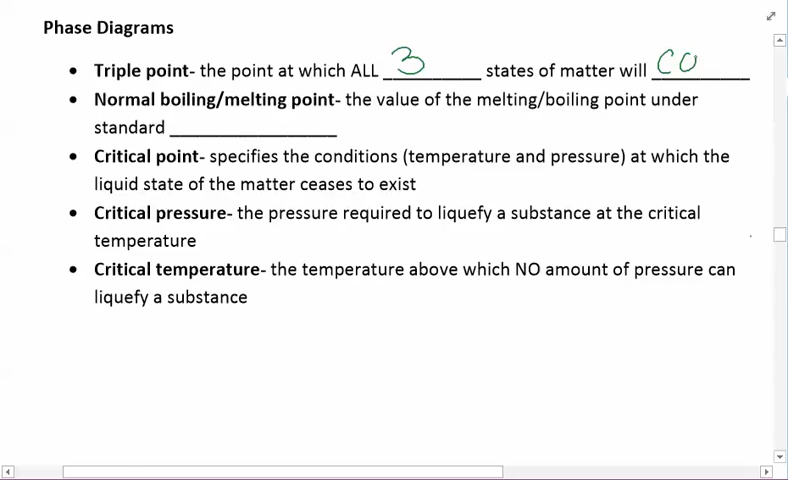 Phase Diagrams
• Triple point- the point at which ALL 3 states of matter will co
• Normal boiling/melting point- the value of the melting/boiling point under
standard _______________
• Critical point- specifies the conditions (temperature and pressure) at which the
liquid state of the matter ceases to exist
• Critical pressure- the pressure required to liquefy a substance at the critical
temperature
• Critical temperature- the temperature above which NO amount of pressure can
liquefy a substance